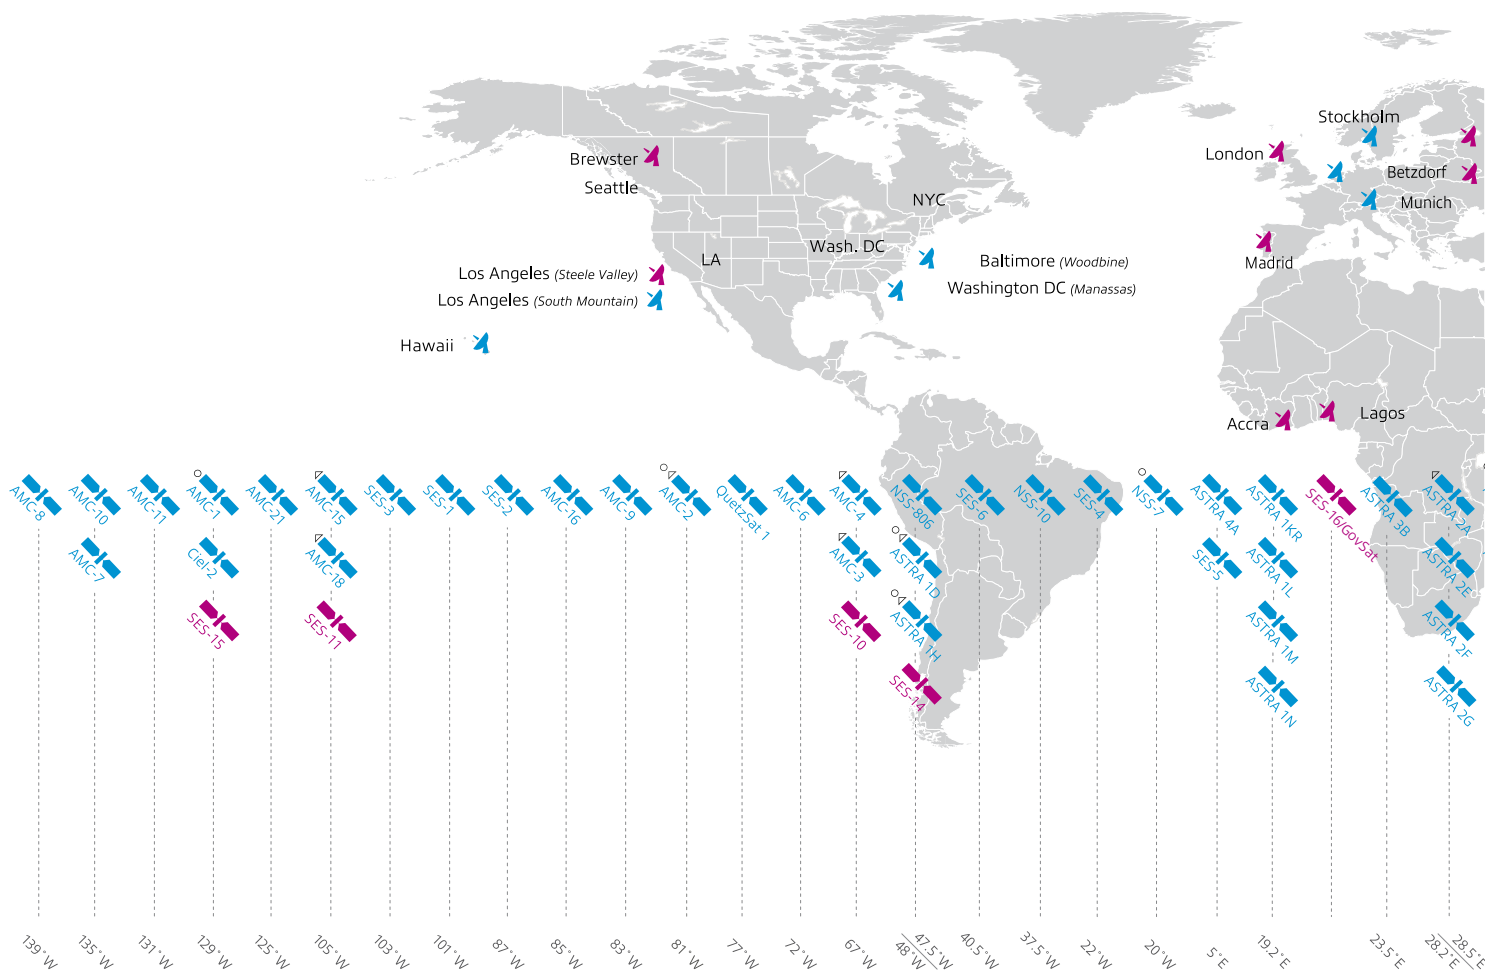 Stockholm
London
Brewster
Betzdorf
Seattle
NYC
Munich
Wash. DC
LA
Baltimore (Woodbine)
Madrid
Los Angeles (Steele Valley)
Washington DC (Manassas)
Los Angeles (South Mountain)
Hawaii
Accra
Lagos
AMC-8
AMC-10
AMC-11
AMC-1
AMC-21
AMC-15
SES-3
SES-1
SES-2
AMC-16
AMC-9
AMC-2
QuetzSat 1
AMC-6
AMC-4
NSS-806
SES-6
NSS-10
SES-4
NSS-7
ASTRA 4A
ASTRA 1KR
SES-16/GovSat
ASTRA 3B
ASTRA 2A
AMC-7
Ciel-2
AMC-18
AMC-3
ASTRA 1D
SES-5
ASTRA 1L
ASTRA 2E
SES-15
SES-11
SES-10
ASTRA 1H
ASTRA 1M
ASTRA 2F
SES-14
ASTRA 1N
ASTRA 2G
139°W
135°W
131°W
129°W
125°W
105°W
103°W
101°W
87°W
85°W
83°W
81°W
77°W
72°W
67°W
47.5°W
48°W
40.5°W
37.5°W
22°W
20°W
5°E
19.2°E
23.5°E
28.5°E
28.2°E